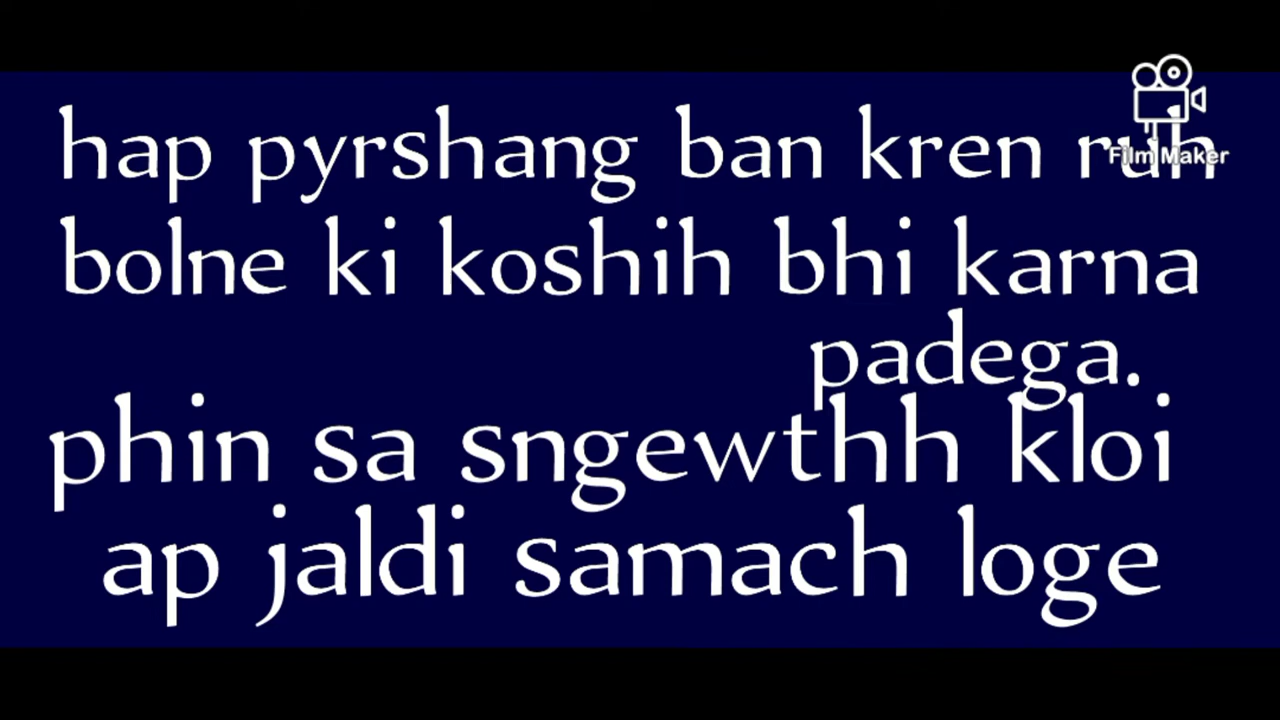 hap pyrshang ban kren ruh
Film Maker
bolne ki koshih bhi karna
padega.
phin sa sngewthh kloi
ap jaldi samach loge